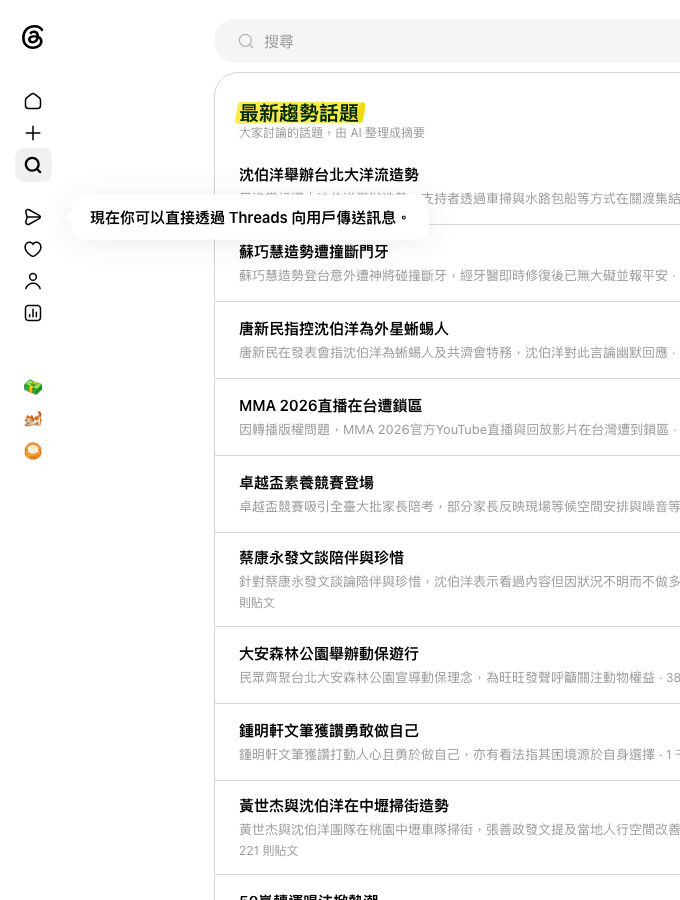 搜尋
最新趨勢話題
大家討論的話題，由 AI 整理成摘要
沈伯洋舉辦台北大洋流造勢
支持者透過車掃與水路包船等方式在關渡集結
現在你可以直接透過 Threads 向用戶傳送訊息。
蘇巧慧造勢遭撞斷門牙
蘇巧慧造勢登台意外遭神將碰撞斷牙，經牙醫即時修復後已無大礙並報平安 ·
唐新民指控沈伯洋為外星蜥蜴人
唐新民在發表會指沈伯洋為蜥蜴人及共濟會特務，沈伯洋對此言論幽默回應 ·
MMA 2026直播在台遭鎖區
因轉播版權問題，MMA 2026官方YouTube直播與回放影片在台灣遭到鎖區 ·
卓越盃素養競賽登場
卓越盃競賽吸引全臺大批家長陪考，部分家長反映現場等候空間安排與噪音等
蔡康永發文談陪伴與珍惜
針對蔡康永發文談論陪伴與珍惜，沈伯洋表示看過內容但因狀況不明而不做多
則貼文
大安森林公園舉辦動保遊行
民眾齊聚台北大安森林公園宣導動保理念，為旺旺發聲呼籲關注動物權益 · 38
鍾明軒文筆獲讚勇敢做自己
鍾明軒文筆獲讚打動人心且勇於做自己，亦有看法指其困境源於自身選擇 · 1 千
黃世杰與沈伯洋在中壢掃街造勢
黃世杰與沈伯洋團隊在桃園中壢車隊掃街，張善政發文提及當地人行空間改善
221 則貼文